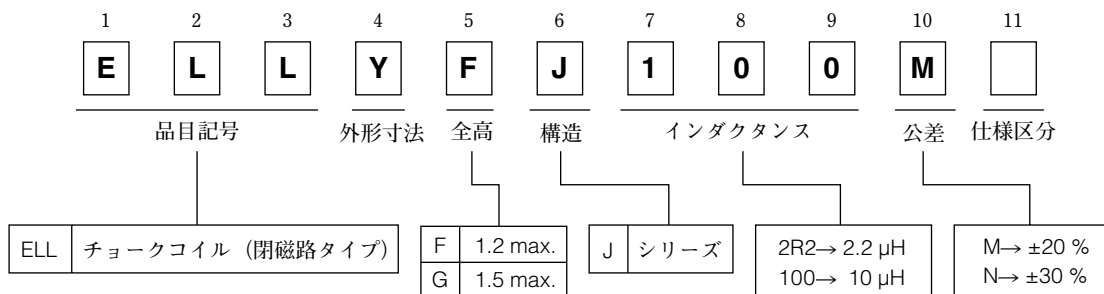 1 2 3 4 5 6 7 8 9 10 11
E L L Y F J 1 0 0 M
品目記号 外形寸法 全高 構造 インダクタンス 公差 仕様区分
ELL チョークコイル (閉磁路タイプ) F 1.2 max. J シリーズ 2R2→ 2.2 µH M→ ±20 %
G 1.5 max. 100→ 10 µH N→ ±30 %